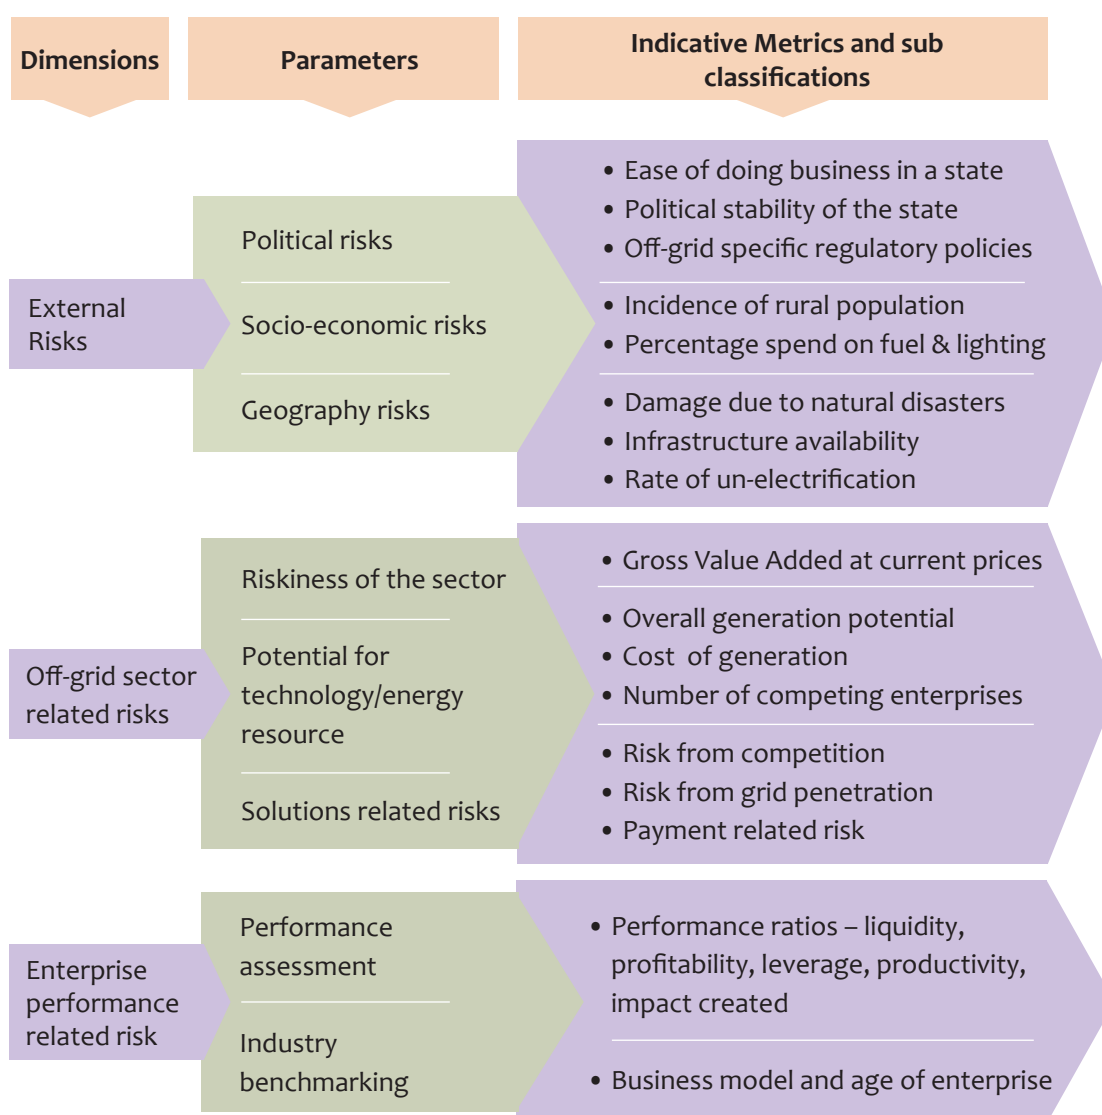 Dimensions
Parameters
Indicative Metrics and sub
classifications
External
Risks
Political risks
Socio-economic risks
Geography risks
• Ease of doing business in a state
• Political stability of the state
• Off-grid specific regulatory policies
• Incidence of rural population
• Percentage spend on fuel & lighting
• Damage due to natural disasters
• Infrastructure availability
• Rate of un-electrification
Off-grid sector
related risks
Riskiness of the sector
Potential for
technology/energy
resource
Solutions related risks
• Gross Value Added at current prices
• Overall generation potential
• Cost of generation
• Number of competing enterprises
• Risk from competition
• Risk from grid penetration
• Payment related risk
Enterprise
performance
related risk
Performance
assessment
Industry
benchmarking
• Performance ratios – liquidity,
profitability, leverage, productivity,
impact created
• Business model and age of enterprise